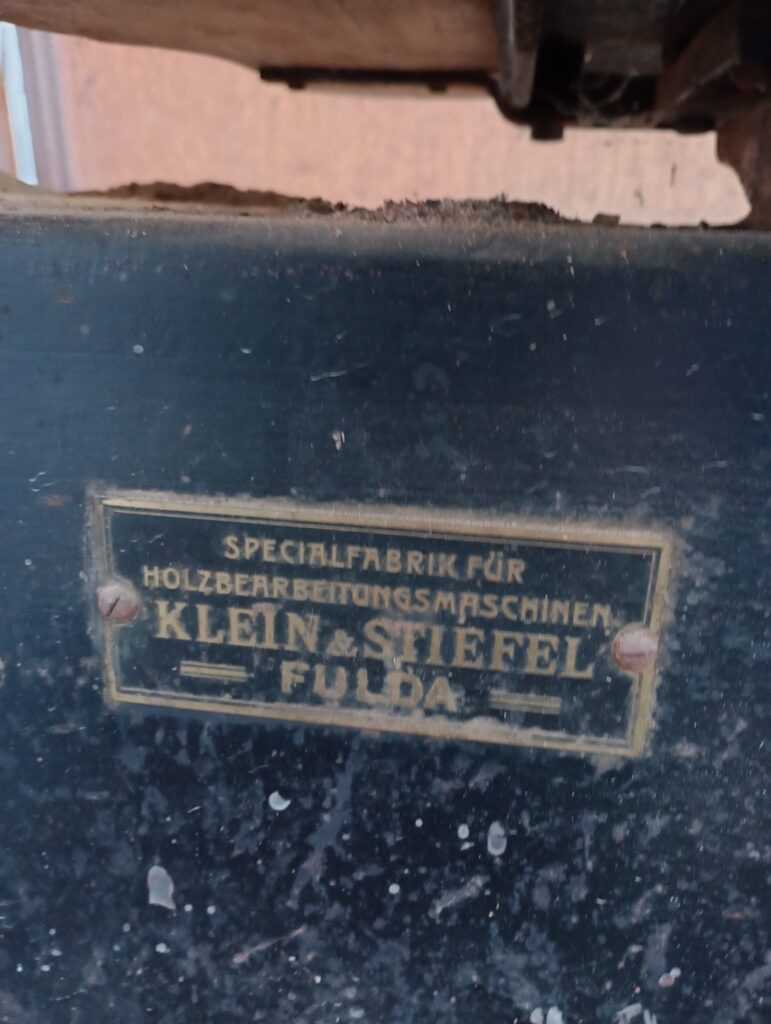 SPECIALFABRIK FÜR
HOLZBEARBEITUNGSMASCHINEN
KLEIN & STIEFEL
FULDA